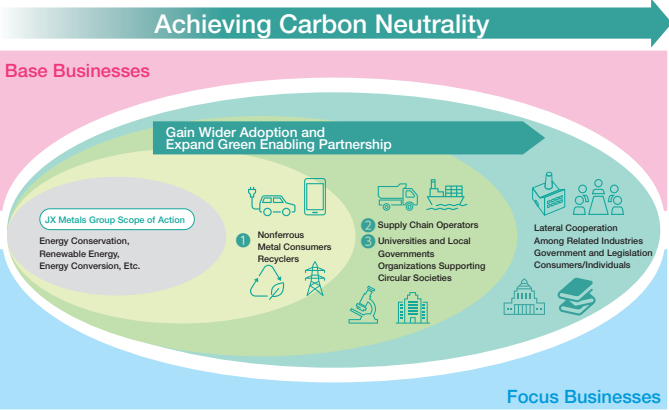 Achieving Carbon Neutrality
Base Businesses
Gain Wider Adoption and
Expand Green Enabling Partnership
JX Metals Group Scope of Action
Energy Conservation,
Renewable Energy,
Energy Conversion, Etc.
1 Nonferrous
Metal Consumers
Recyclers
2 Supply Chain Operators
3 Universities and Local
Governments
Organizations Supporting
Circular Societies
Lateral Cooperation
Among Related Industries
Government and Legislation
Consumers/Individuals
Focus Businesses